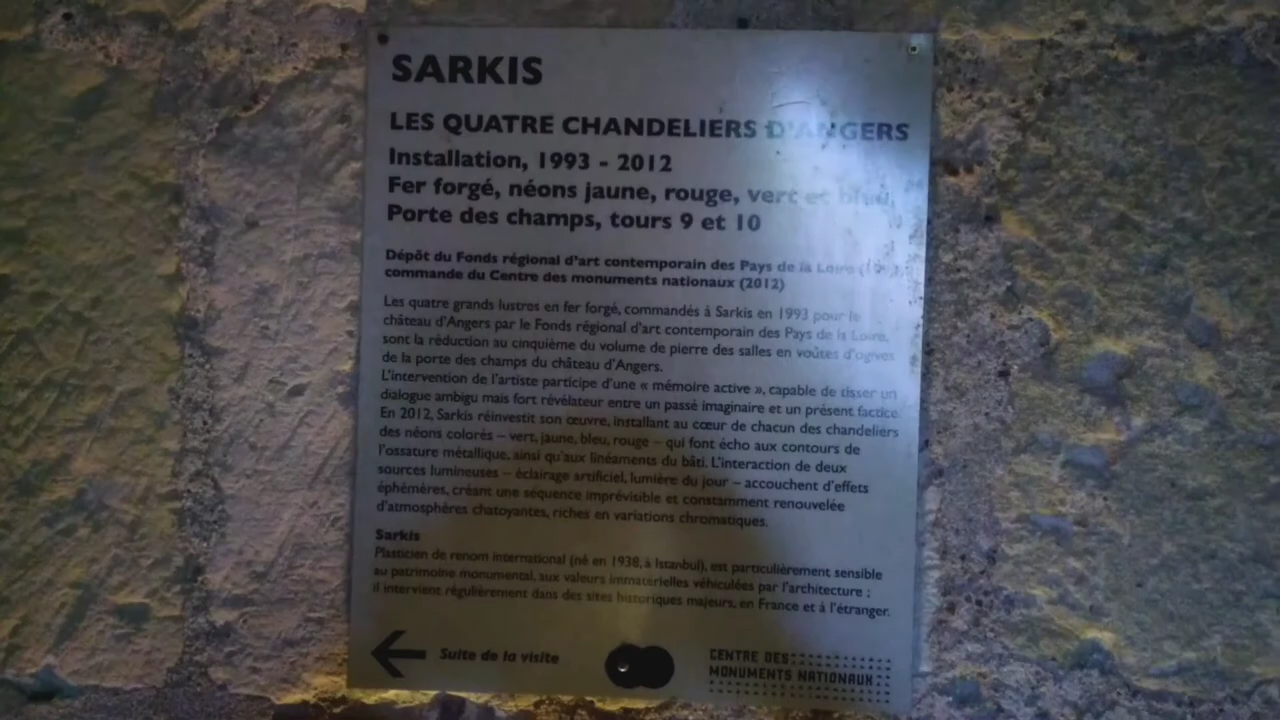 SARKIS
LES QUATRE CHANDELIERS D'ANGERS
Installation, 1993 - 2012
Fer forgé, néons jaune, rouge, vert et bleu,
Porte des champs, tours 9 et 10
Dépôt du Fonds régional d'art contemporain des Pays de la Loire
commande du Centre des monuments nationaux (2012)
Les quatre grands lustres en fer forgé, commandés à Sarkis en 1993 pour le
château d'Angers par le Fonds régional d'art contemporain des Pays de la Loire,
sont la réduction au cinquième du volume de pierre des salles en voûtes d'ogives
de la porte des champs du château d'Angers.
L'intervention de l'artiste participe d'une « mémoire active », capable de tisser un
dialogue ambigu mais fort révélateur entre un passé imaginaire et un présent factice.
En 2012, Sarkis réinvestit son œuvre, installant au cœur de chacun des chandeliers
des néons colorés – vert, jaune, bleu, rouge – qui font écho aux contours de
l'ossature métallique, ainsi qu'aux linéaments du bâti. L'interaction de deux
sources lumineuses – éclairage artificiel, lumière du jour – accouchent d'effets
éphémères, créant une séquence imprévisible et constamment renouvelée
d'atmosphères chatoyantes, riches en variations chromatiques.
Sarkis
Plasticien de renom international (né en 1938, à Istanbul), est particulièrement sensible
au patrimoine monumental, aux valeurs immatérielles véhiculées par l'architecture ;
il intervient régulièrement dans des sites historiques majeurs, en France et à l'étranger.
Suite de la visite
CENTRE DES
MONUMENTS NATIONAUX